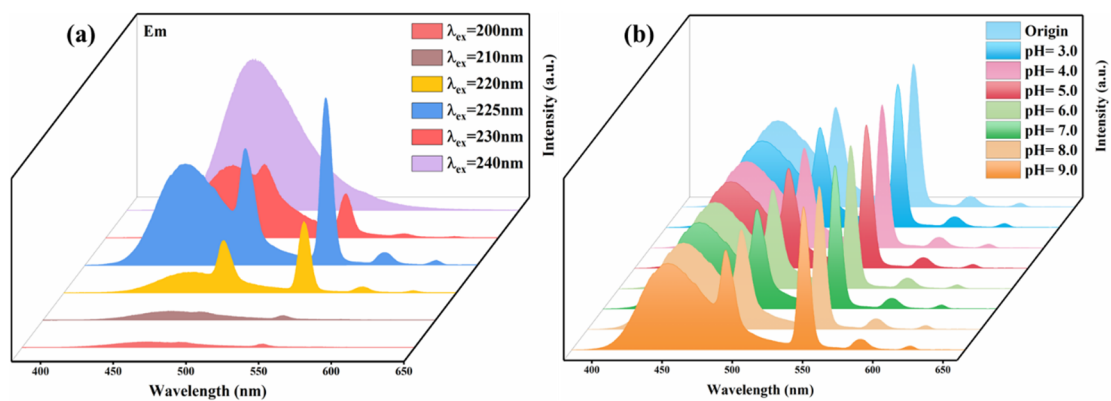 (a)
Em
λex=200nm
λex=210nm
λex=220nm
λex=225nm
λex=230nm
λex=240nm
Intensity (a.u.)
400 450 500 550 600 650
Wavelength (nm)
(b)
Origin
pH= 3.0
pH= 4.0
pH= 5.0
pH= 6.0
pH= 7.0
pH= 8.0
pH= 9.0
Intensity (a.u.)
400 450 500 550 600 650
Wavelength (nm)